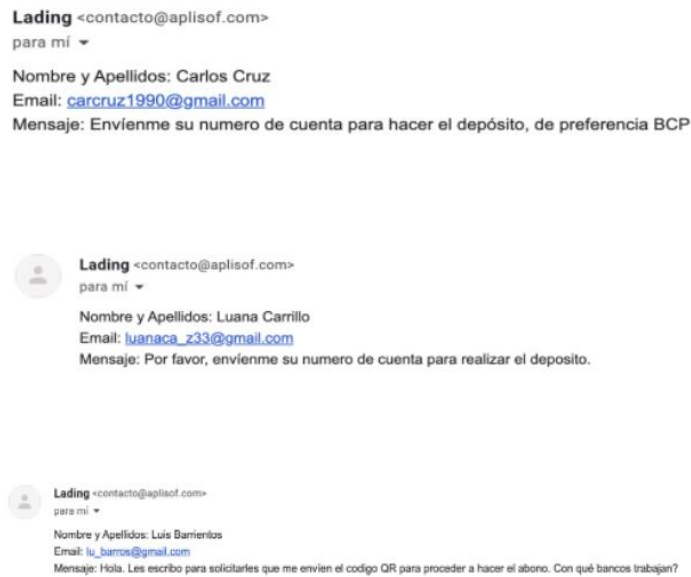 Lading <contacto@aplisof.com>
para mí
Nombre y Apellidos: Carlos Cruz
Email: carcruz1990@gmail.com
Mensaje: Envíenme su numero de cuenta para hacer el depósito, de preferencia BCP
Lading <contacto@aplisof.com>
para mí
Nombre y Apellidos: Luana Carrillo
Email: luanaca_z33@gmail.com
Mensaje: Por favor, envíenme su numero de cuenta para realizar el deposito.
Lading <contacto@aplisof.com>
para mí
Nombre y Apellidos: Luis Barrientos
Email: lu_barros@gmail.com
Mensaje: Hola. Les escribo para solicitarles que me envien el codigo QR para proceder a hacer el abono. Con qué bancos trabajan?